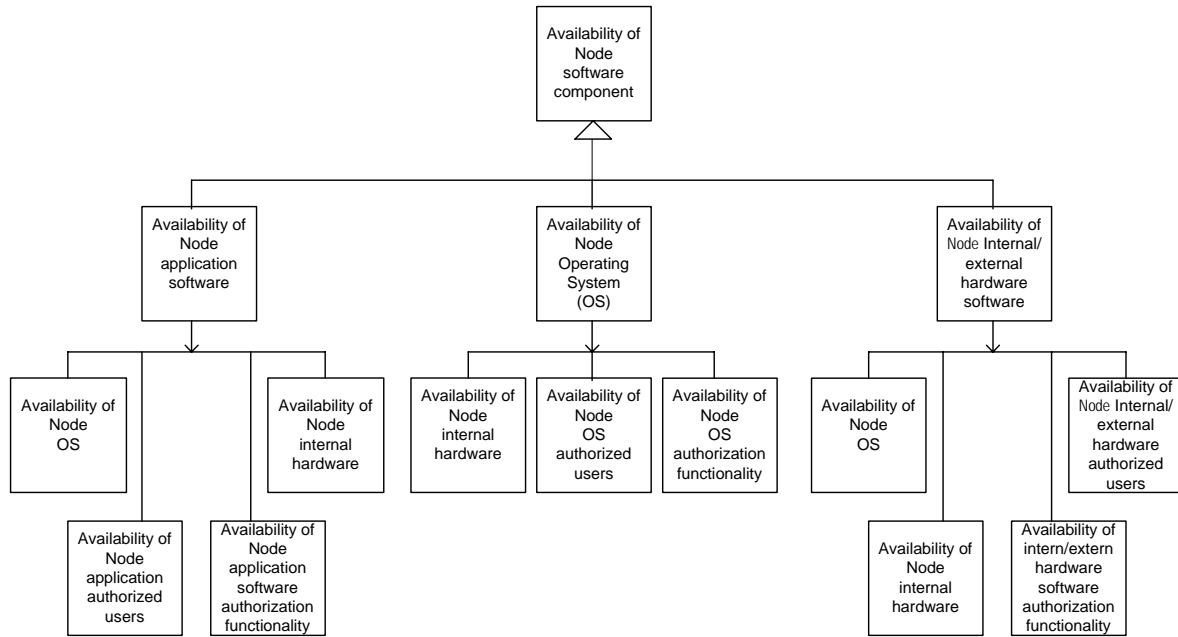 Availability of
Node
software
component
Availability of
Node
application
software
Availability of
Node
Operating
System
(OS)
Availability of
Node Internal/
external
hardware
software
Availability of
Node
OS
Availability of
Node
internal
hardware
Availability of
Node
internal
hardware
Availability of
Node
OS
authorized
users
Availability of
Node
OS
authorization
functionality
Availability of
Node
OS
Availability of
Node Internal/
external
hardware
authorized
users
Availability of
Node
application
authorized
users
Availability of
Node
application
software
authorization
functionality
Availability of
Node
internal
hardware
Availability of
intern/extern
hardware
software
authorization
functionality